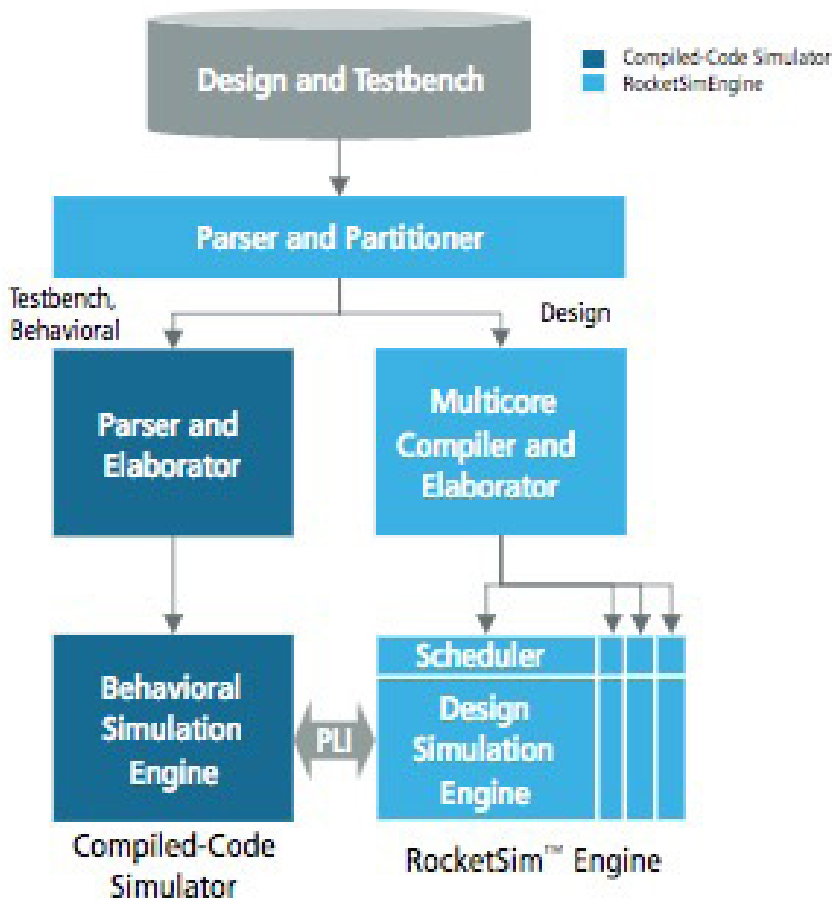 Design and Testbench
Compiled-Code Simulator
RocketSimEngine
Parser and Partitioner
Testbench,
Behavioral
Design
Parser and
Elaborator
Multicore
Compiler and
Elaborator
Behavioral
Simulation
Engine
PLI
Scheduler
Design
Simulation
Engine
Compiled-Code
Simulator
RocketSim™ Engine